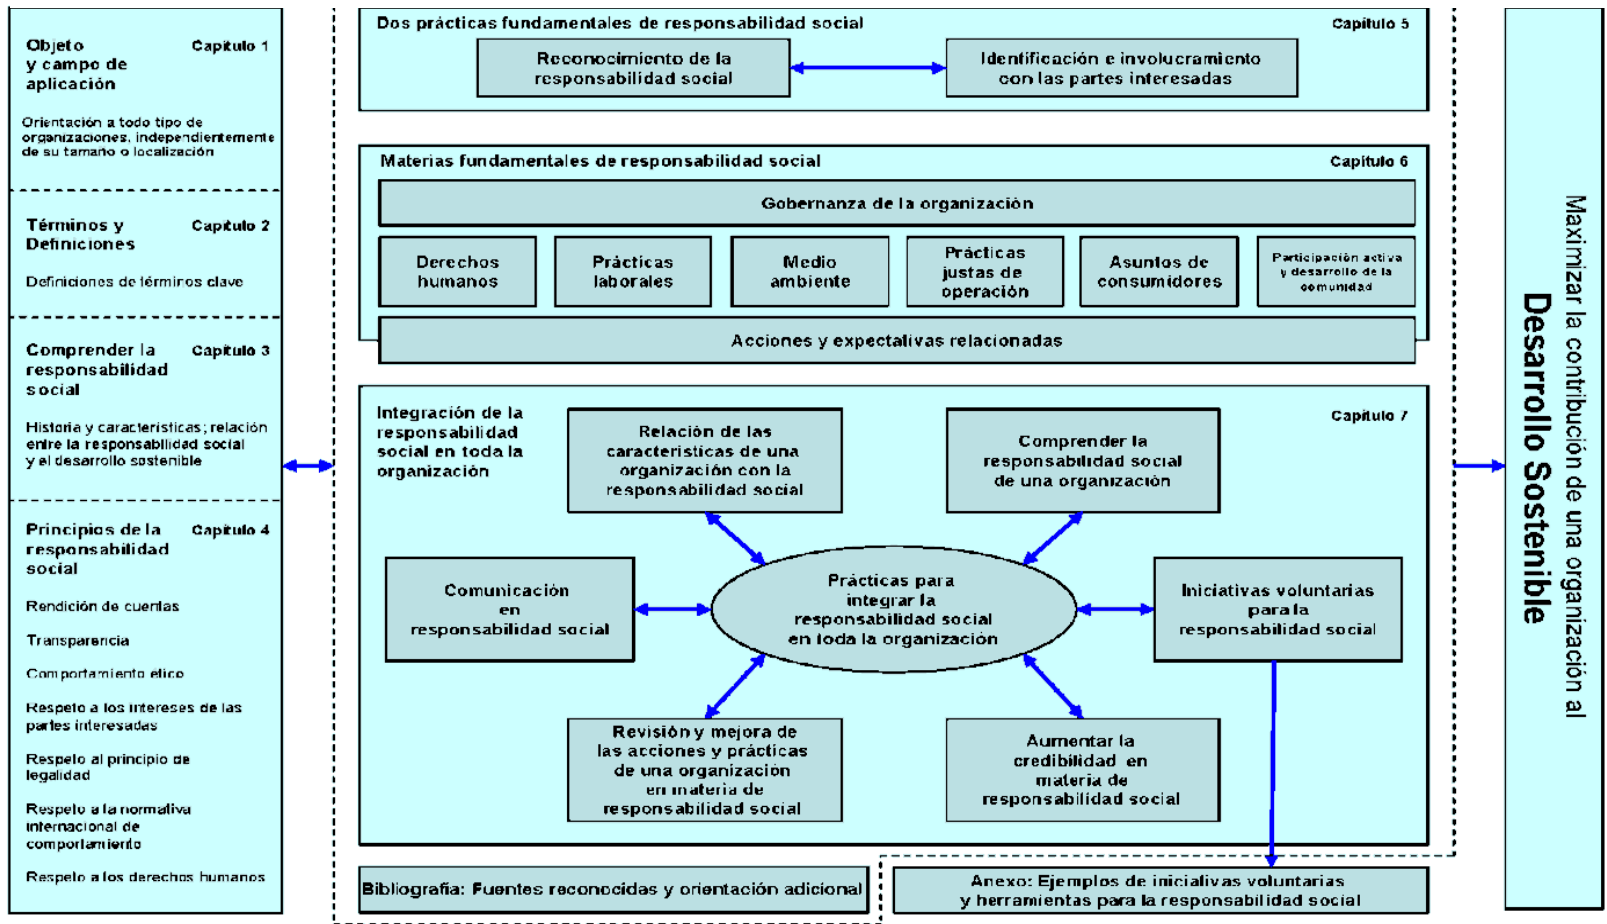 Objeto
y campo de
aplicación
Capítulo 1
Orientación a todo tipo de
organizaciones, independientemente
de su tamaño o localización
Términos y
Definiciones
Capítulo 2
Definiciones de términos clave
Comprender la
responsabilidad
social
Capítulo 3
Historia y características; relación
entre la responsabilidad social
y el desarrollo sostenible
Principios de la
responsabilidad
social
Capítulo 4
Rendición de cuentas
Transparencia
Comportamiento ético
Respeto a los intereses de las
partes interesadas
Respeto al principio de
legalidad
Respeto a la normativa
internacional de
comportamiento
Respeto a los derechos humanos
Dos prácticas fundamentales de responsabilidad social
Capítulo 5
Reconocimiento de la
responsabilidad social
Identificación e involucramiento
con las partes interesadas
Materias fundamentales de responsabilidad social
Capítulo 6
Gobernanza de la organización
Derechos
humanos
Prácticas
laborales
Medio
ambiente
Prácticas
justas de
operación
Asuntos de
consumidores
Participación activa
y desarrollo de la
comunidad
Acciones y expectativas relacionadas
Integración de la
responsabilidad
social en toda la
organización
Capítulo 7
Relación de las
características de una
organización con la
responsabilidad social
Comprender la
responsabilidad social
de una organización
Comunicación
en
responsabilidad social
Prácticas para
integrar la
responsabilidad social
en toda la organización
Iniciativas voluntarias
para la
responsabilidad social
Revisión y mejora de
las acciones y prácticas
de una organización
en materia de
responsabilidad social
Aumentar la
credibilidad en
materia de
responsabilidad social
Bibliografía: Fuentes reconocidas y orientación adicional
Anexo: Ejemplos de iniciativas voluntarias
y herramientas para la responsabilidad social
Maximizar la contribución de una organización al
Desarrollo Sostenible